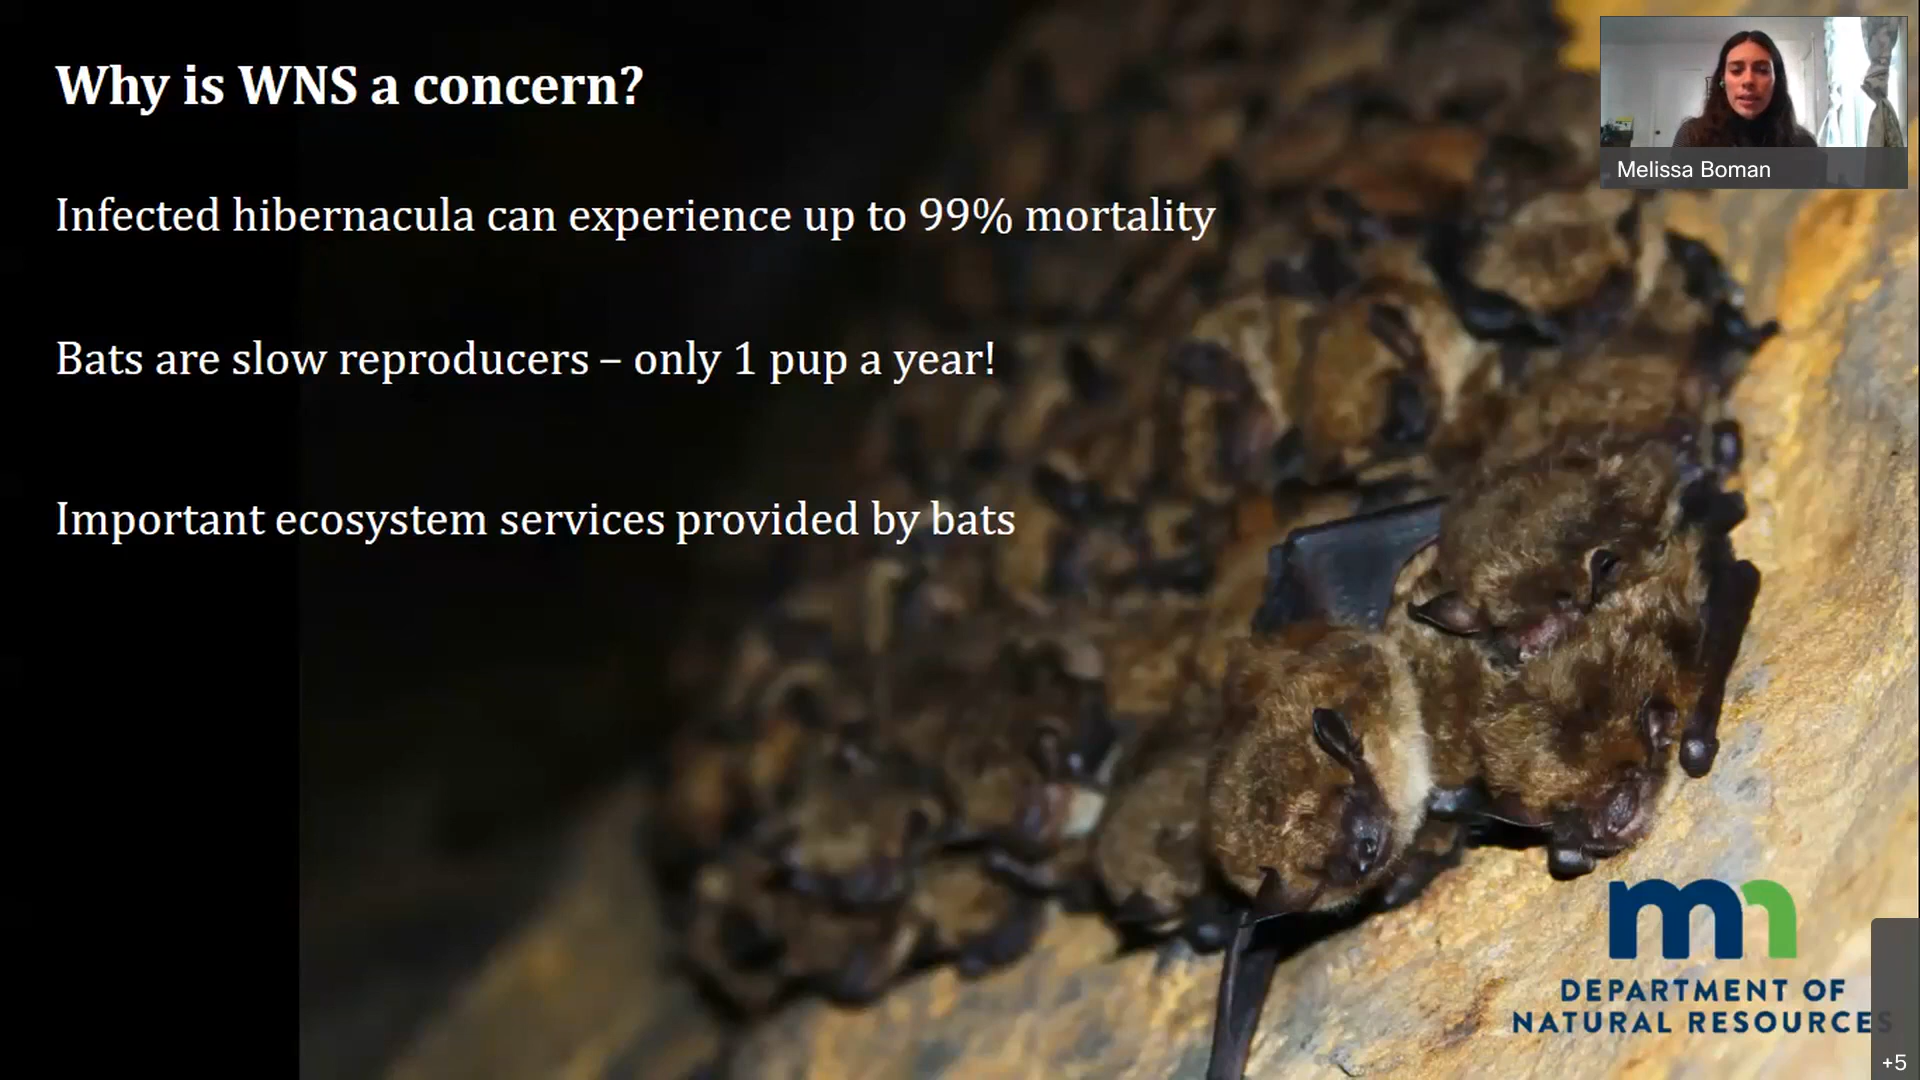 Why is WNS a concern?
Melissa Boman
Infected hibernacula can experience up to 99% mortality
Bats are slow reproducers – only 1 pup a year!
Important ecosystem services provided by bats
mn
DEPARTMENT OF
NATURAL RESOURCES
+5